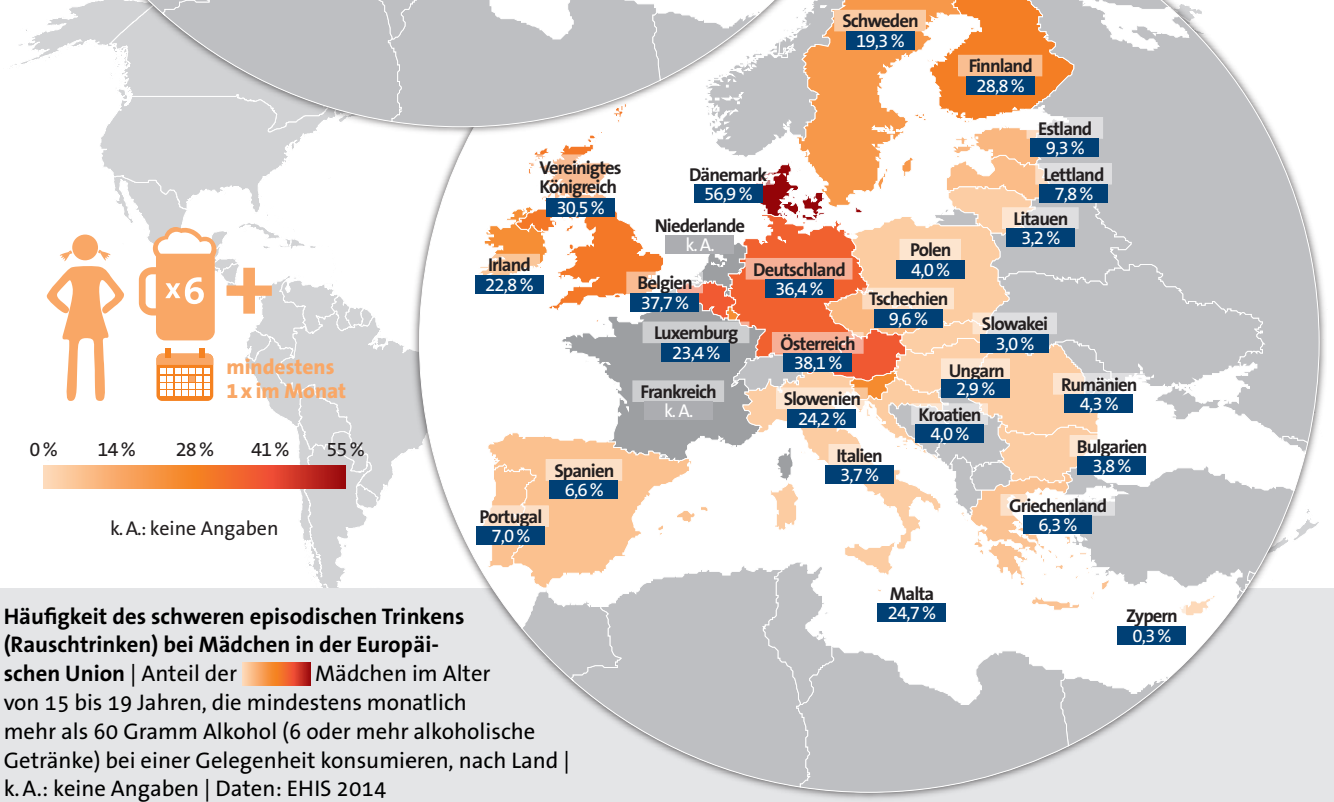 Schweden
19,3 %
Finnland
28,8 %
Estland
9,3 %
Vereinigtes
Königreich
30,5 %
Dänemark
56,9 %
Lettland
7,8 %
Litauen
3,2 %
Niederlande
k. A.
Polen
4,0 %
Irland
22,8 %
Belgien
37,7 %
Deutschland
36,4 %
Tschechien
9,6 %
x6
Luxemburg
23,4 %
Österreich
38,1 %
Slowakei
3,0 %
mindestens
1 x im Monat
Ungarn
2,9 %
Rumänien
4,3 %
Frankreich
k. A.
Slowenien
24,2 %
Kroatien
4,0 %
0 % 14 % 28 % 41 % 55 %
Italien
3,7 %
Bulgarien
3,8 %
Spanien
6,6 %
Griechenland
6,3 %
Portugal
7,0 %
k. A.: keine Angaben
Malta
24,7 %
Zypern
0,3 %
Häufigkeit des schweren episodischen Trinkens
(Rauschtrinken) bei Mädchen in der Europäi-
schen Union | Anteil der Mädchen im Alter
von 15 bis 19 Jahren, die mindestens monatlich
mehr als 60 Gramm Alkohol (6 oder mehr alkoholische
Getränke) bei einer Gelegenheit konsumieren, nach Land |
k. A.: keine Angaben | Daten: EHIS 2014